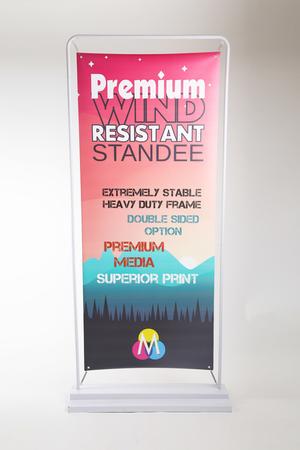 Premium
WIND
RESISTANT
STANDEE
EXTREMELY STABLE
HEAVY DUTY FRAME
DOUBLE SIDED
OPTION
PREMIUM
MEDIA
SUPERIOR PRINT
M